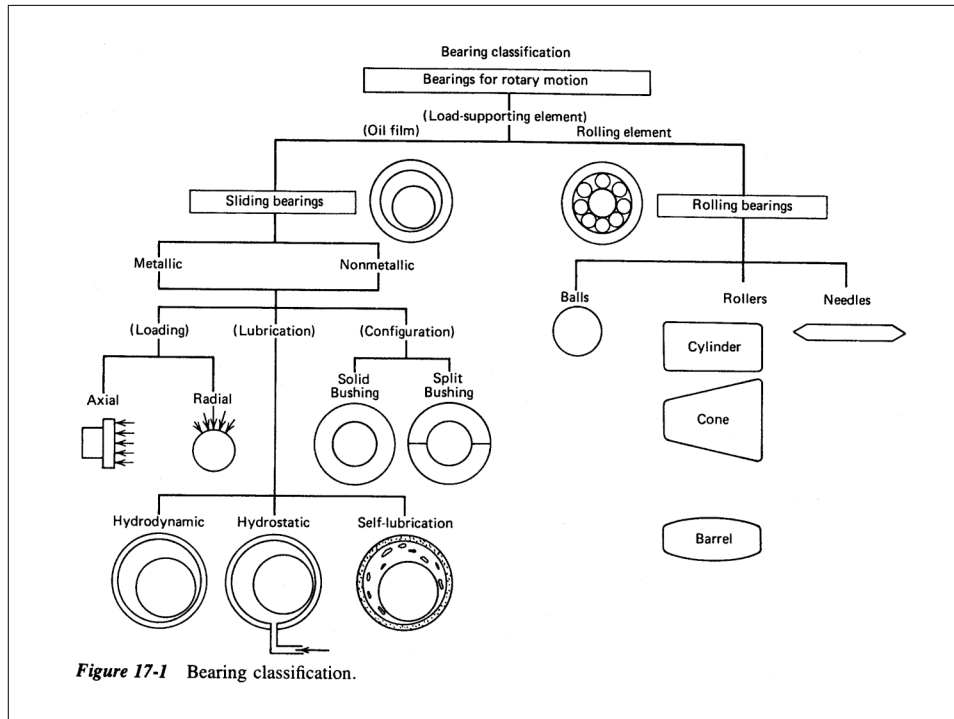 Bearing classification
Bearings for rotary motion
(Load-supporting element)
(Oil film)
Rolling element
Sliding bearings
Rolling bearings
Metallic
Nonmetallic
Balls
Rollers
Needles
(Loading)
(Lubrication)
(Configuration)
Cylinder
Solid
Bushing
Split
Bushing
Axial
Radial
Cone
Hydrodynamic
Hydrostatic
Self-lubrication
Barrel
Figure 17-1 Bearing classification.